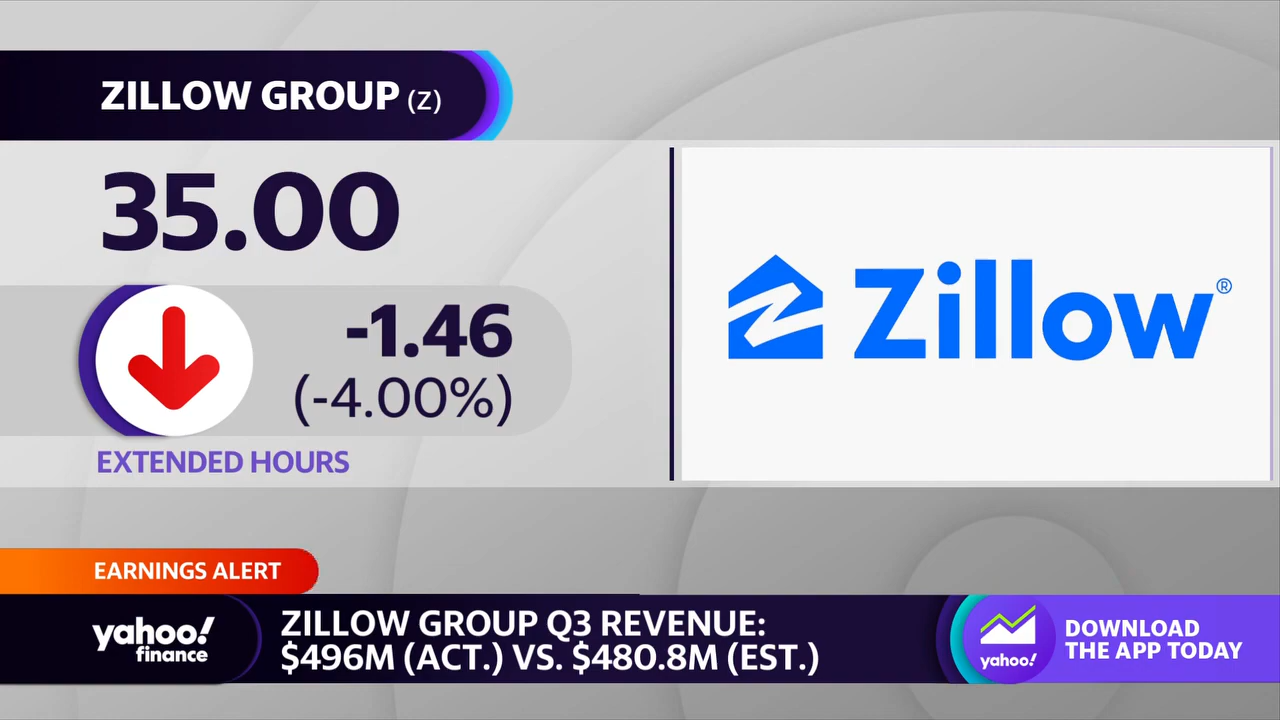 ZILLOW GROUP (Z)
35.00
-1.46
(-4.00%)
EXTENDED HOURS
Zillow®
EARNINGS ALERT
yahoo!
finance
ZILLOW GROUP Q3 REVENUE:
$496M (ACT.) VS. $480.8M (EST.)
yahoo!
DOWNLOAD
THE APP TODAY